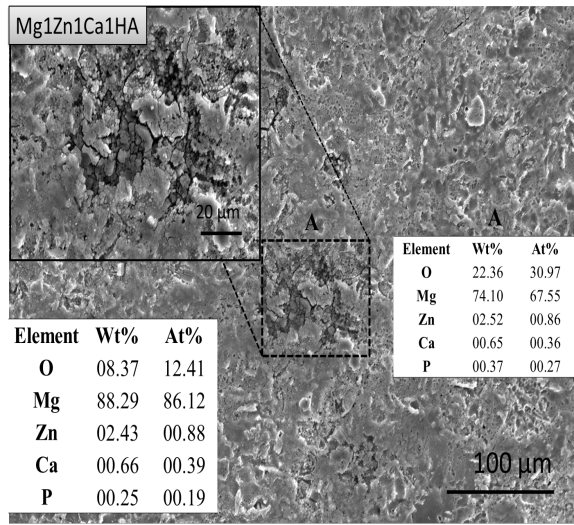 Mg1Zn1Ca1HA
20 µm
A
A
Element Wt% At%
O 22.36 30.97
Mg 74.10 67.55
Zn 02.52 00.86
Ca 00.65 00.36
P 00.37 00.27
Element Wt% At%
O 08.37 12.41
Mg 88.29 86.12
Zn 02.43 00.88
Ca 00.66 00.39
P 00.25 00.19
100 µm